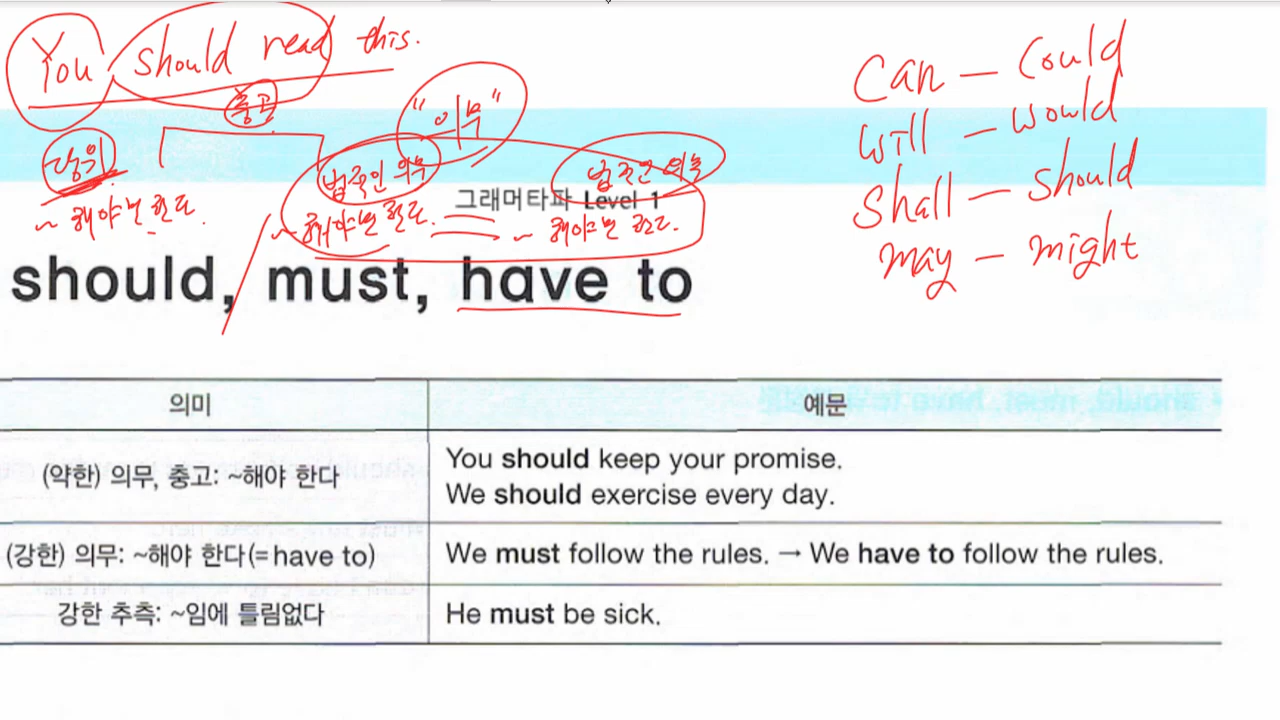 You should read this.
충고
"의무"
당위
법적인 의무
법적인 의무
~ 해야만 한다.
~ 해야만 한다.
~ 해야만 한다.
Can – Could
Will – Would
Shall – Should
may – might
그래머타파 Level 1
should, must, have to
의미
예문
(약한) 의무, 충고: ~해야 한다
You should keep your promise.
We should exercise every day.
(강한) 의무: ~해야 한다(=have to)
We must follow the rules. → We have to follow the rules.
강한 추측: ~임에 틀림없다
He must be sick.